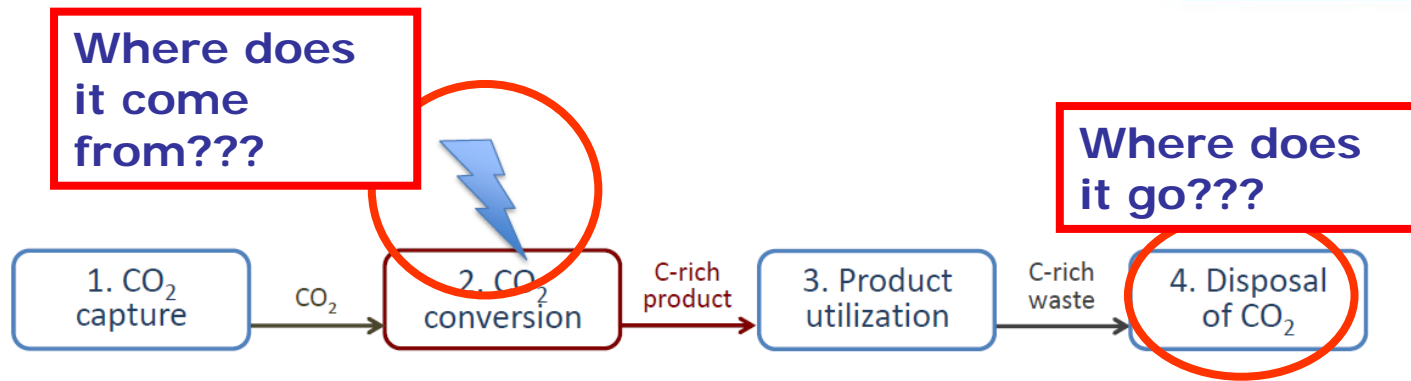 Where does
it come
from???
Where does
it go???
1. CO₂
capture
CO₂
2. CO₂
conversion
C-rich
product
3. Product
utilization
C-rich
waste
4. Disposal
of CO₂